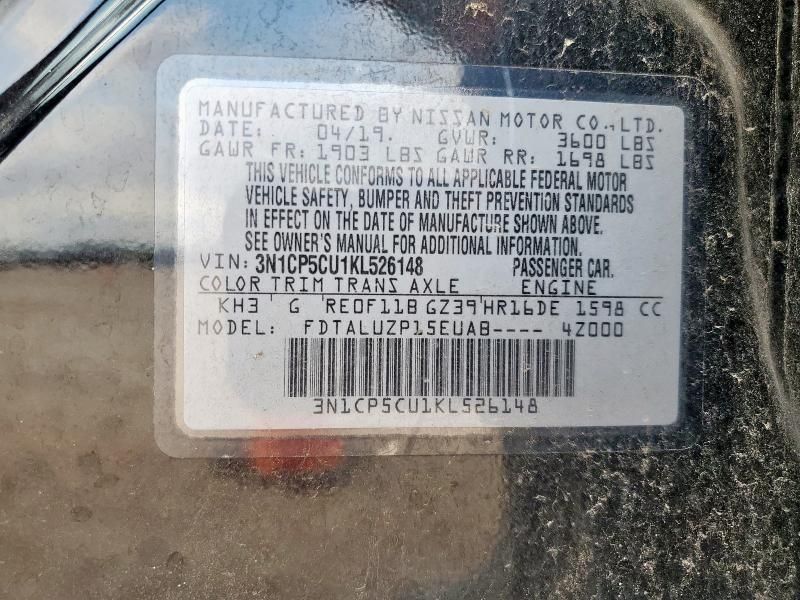 MANUFACTURED BY NISSAN MOTOR CO., LTD.
DATE: 04/19. GVWR: 3600 LBS
GAWR FR: 1903 LBS GAWR RR: 1698 LBS
THIS VEHICLE CONFORMS TO ALL APPLICABLE FEDERAL MOTOR
VEHICLE SAFETY, BUMPER AND THEFT PREVENTION STANDARDS
IN EFFECT ON THE DATE OF MANUFACTURE SHOWN ABOVE.
SEE OWNER'S MANUAL FOR ADDITIONAL INFORMATION.
VIN: 3N1CP5CU1KL526148 PASSENGER CAR.
COLOR TRIM TRANS AXLE ENGINE
KH3 G RE0F11B GZ39 HR16DE 1598 CC
MODEL: FDTALUZP15EUAB---- 4Z000
3N1CP5CU1KL526148